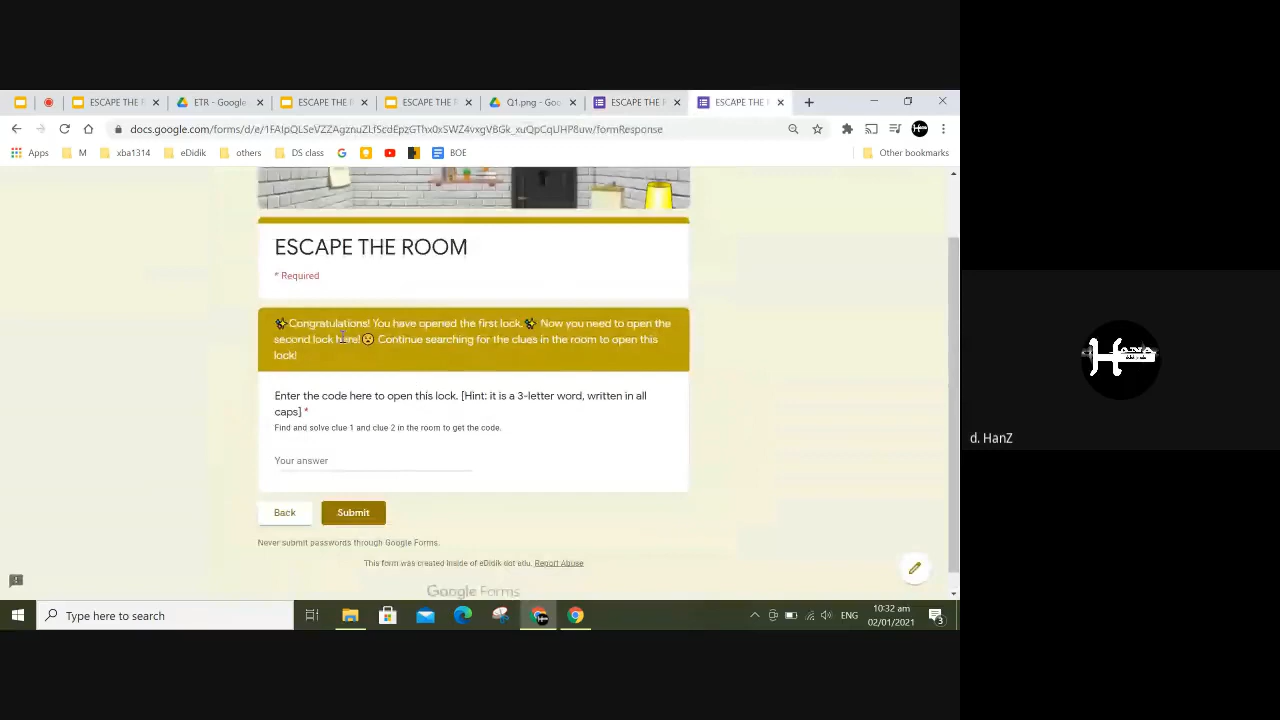 ESCAPE THE R
ETR - Google
ESCAPE THE R
ESCAPE THE R
Q1.png - Goo
ESCAPE THE R
ESCAPE THE R
docs.google.com/forms/d/e/1FAIpQLSeVZZAgznuZLfScdEpzGThx0xSWZ4vxgVBGk_xuQpCqUHP8uw/formResponse
Apps
M
xba1314
eDidik
others
DS class
BOE
Other bookmarks
ESCAPE THE ROOM
* Required
✨Congratulations! You have opened the first lock.✨ Now you need to open the
second lock here!😮 Continue searching for the clues in the room to open this
lock!
Enter the code here to open this lock. [Hint: it is a 3-letter word, written in all
caps] *
Find and solve clue 1 and clue 2 in the room to get the code.
Your answer
Back
Submit
Never submit passwords through Google Forms.
This form was created inside of eDidik dot edu. Report Abuse
Google Forms
d. HanZ
Type here to search
ENG
10:32 am
02/01/2021
3